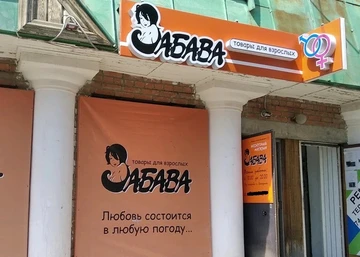 ЗАБАВА
товары для взрослых
товары для взрослых
ЗАБАВА
Любовь состоится
в любую погоду...
ЗАБАВА